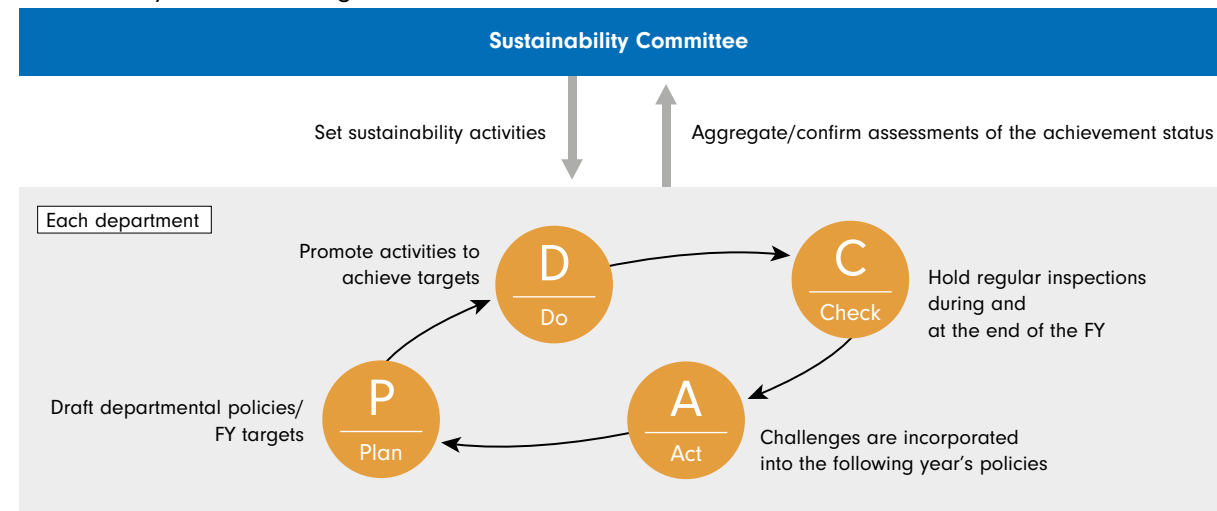 Sustainability Committee
Set sustainability activities
Aggregate/confirm assessments of the achievement status
Each department
Promote activities to
achieve targets
D
Do
C
Check
Hold regular inspections
during and
at the end of the FY
P
Plan
Draft departmental policies/
FY targets
A
Act
Challenges are incorporated
into the following year's policies